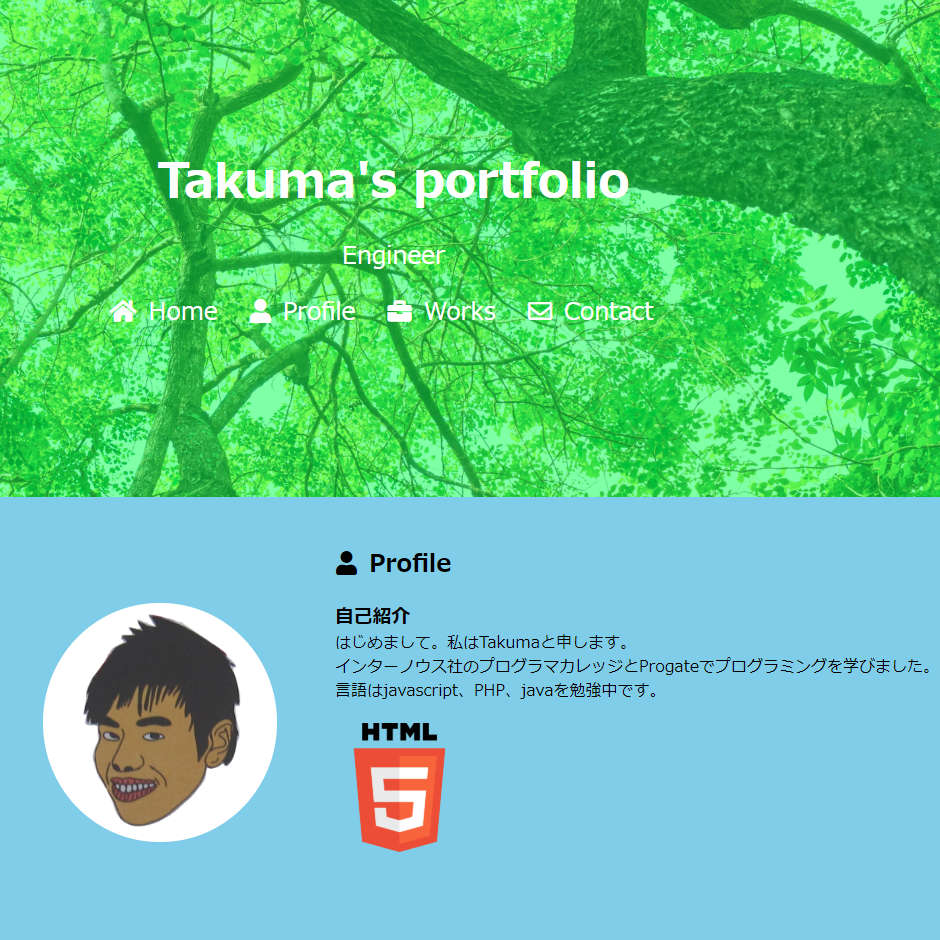 Takuma's portfolio
Engineer
Home Profile Works Contact
Profile
自己紹介
はじめまして。私はTakumaと申します。
インターノウス社のプログラマカレッジとProgateでプログラミングを学びました。
言語はjavascript、PHP、javaを勉強中です。
HTML
5